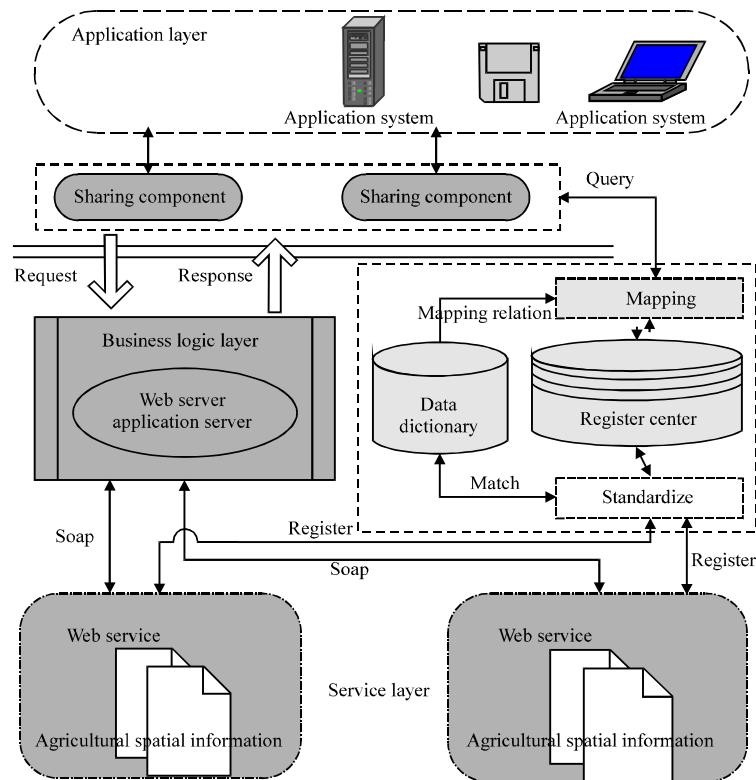 Application layer
Application system
Application system
Sharing component
Sharing component
Query
Request
Response
Mapping relation
Mapping
Business logic layer
Web server
application server
Data
dictionary
Register center
Match
Standardize
Soap
Register
Soap
Register
Web service
Web service
Service layer
Agricultural spatial information
Agricultural spatial information